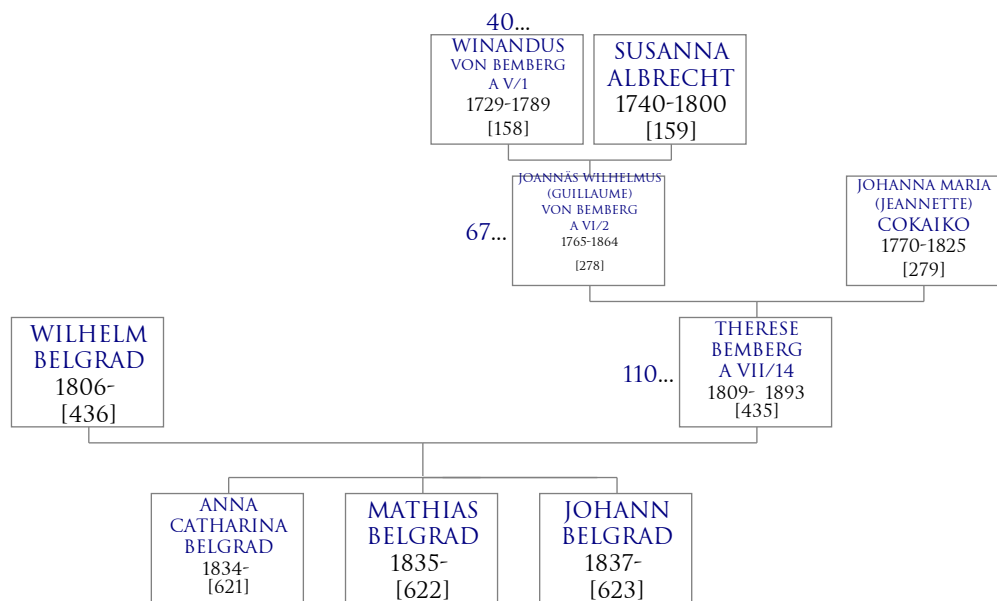 40...
WINANDUS
VON BEMBERG
A V/1
1729-1789
[158]
SUSANNA
ALBRECHT
1740-1800
[159]
67...
JOANNÄS WILHELMUS
(GUILLAUME)
VON BEMBERG
A VI/2
1765-1864
[278]
JOHANNA MARIA
(JEANNETTE)
COKAIKO
1770-1825
[279]
WILHELM
BELGRAD
1806-
[436]
110...
THERESE
BEMBERG
A VII/14
1809- 1893
[435]
ANNA
CATHARINA
BELGRAD
1834-
[621]
MATHIAS
BELGRAD
1835-
[622]
JOHANN
BELGRAD
1837-
[623]